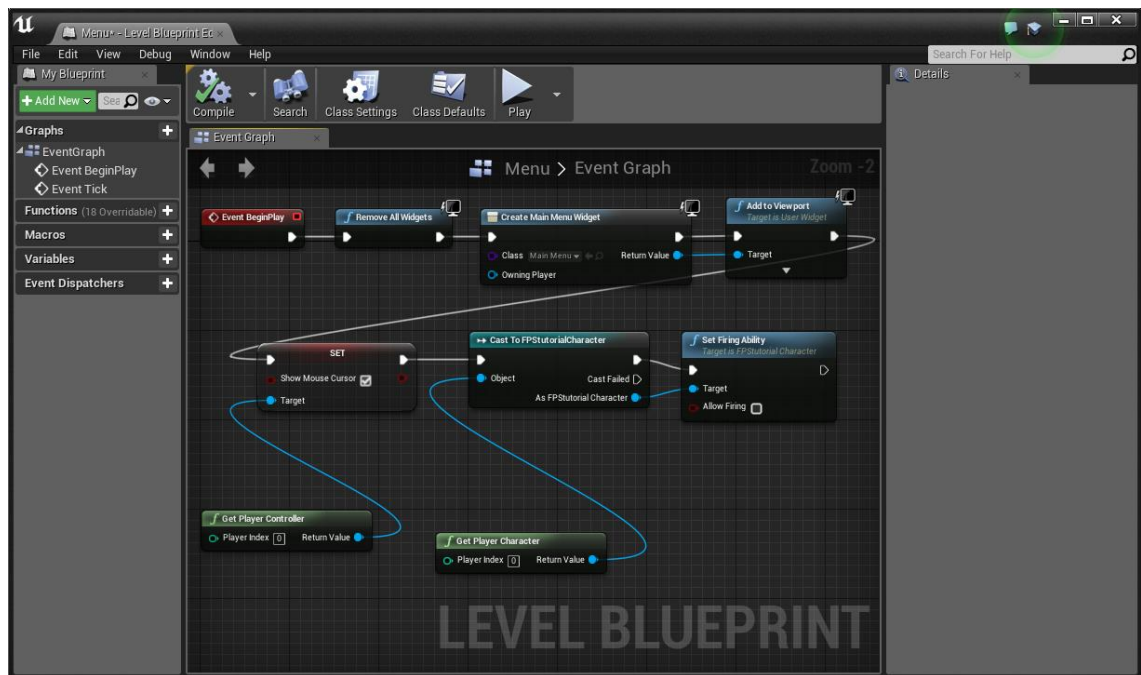 Menu* - Level Blueprint Ed
File Edit View Debug Window Help
Search For Help
My Blueprint
Details
+ Add New
Sea
Compile
Search
Class Settings
Class Defaults
Play
Graphs
EventGraph
Event BeginPlay
Event Tick
Functions (18 Overridable)
Macros
Variables
Event Dispatchers
Event Graph
Menu > Event Graph
Zoom -2
Event BeginPlay
Remove All Widgets
Create Main Menu Widget
Class Main Menu
Return Value
Owning Player
Add to Viewport
Target is User Widget
Target
SET
Show Mouse Cursor
Target
Cast To FPStutorialCharacter
Object
Cast Failed
As FPStutorial Character
Set Firing Ability
Target is FPStutorial Character
Target
Allow Firing
Get Player Controller
Player Index 0
Return Value
Get Player Character
Player Index 0
Return Value
LEVEL BLUEPRINT